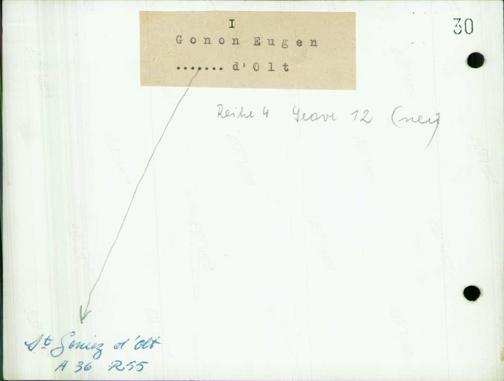 30
I
Gonon Eugen
....... d'Olt
Reihe 4 Grave 12 (neu)
St Geniez d'Olt
A 36 R55